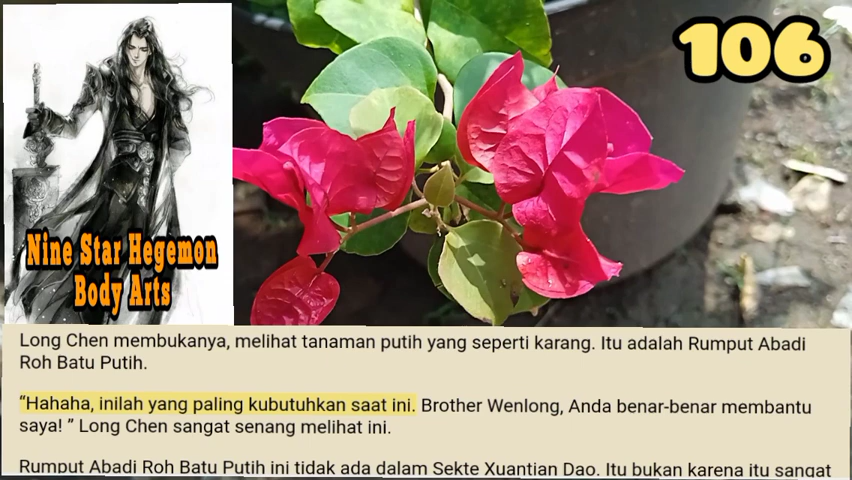 106
Nine Star Hegemon
Body Arts
Long Chen membukanya, melihat tanaman putih yang seperti karang. Itu adalah Rumput Abadi
Roh Batu Putih.
“Hahaha, inilah yang paling kubutuhkan saat ini. Brother Wenlong, Anda benar-benar membantu
saya! ” Long Chen sangat senang melihat ini.
Rumput Abadi Roh Batu Putih ini tidak ada dalam Sekte Xuantian Dao. Itu bukan karena itu sangat